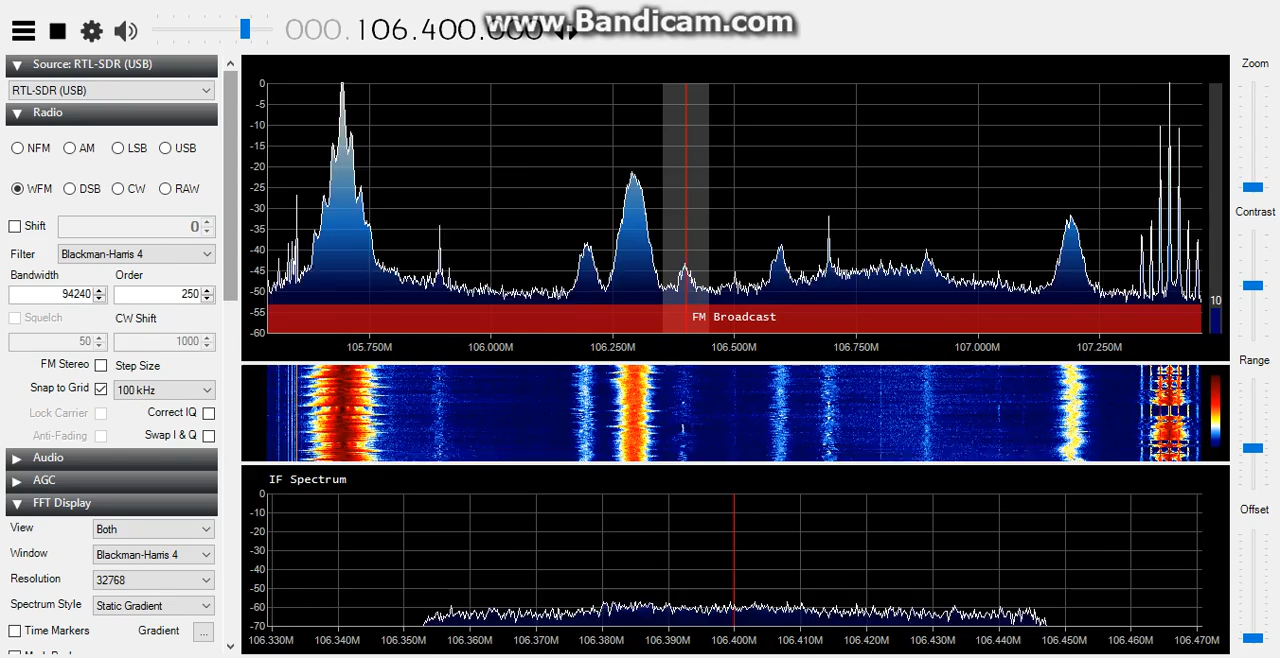 www.Bandicam.com
000.106.400.000
Source: RTL-SDR (USB)
RTL-SDR (USB)
Radio
NFM AM LSB USB
WFM DSB CW RAW
Shift 0
Filter Blackman-Harris 4
Bandwidth Order
94240 250
Squelch CW Shift
50 1000
FM Stereo Step Size
Snap to Grid 100 kHz
Lock Carrier Correct IQ
Anti-Fading Swap I & Q
Audio
AGC
FFT Display
View Both
Window Blackman-Harris 4
Resolution 32768
Spectrum Style Static Gradient
Time Markers Gradient ...
0
-5
-10
-15
-20
-25
-30
-35
-40
-45
-50
-55
-60
10
FM Broadcast
105.750M 106.000M 106.250M 106.500M 106.750M 107.000M 107.250M
IF Spectrum
0
-10
-20
-30
-40
-50
-60
-70
106.330M 106.340M 106.350M 106.360M 106.370M 106.380M 106.390M 106.400M 106.410M 106.420M 106.430M 106.440M 106.450M 106.460M 106.470M
Zoom
Contrast
Range
Offset